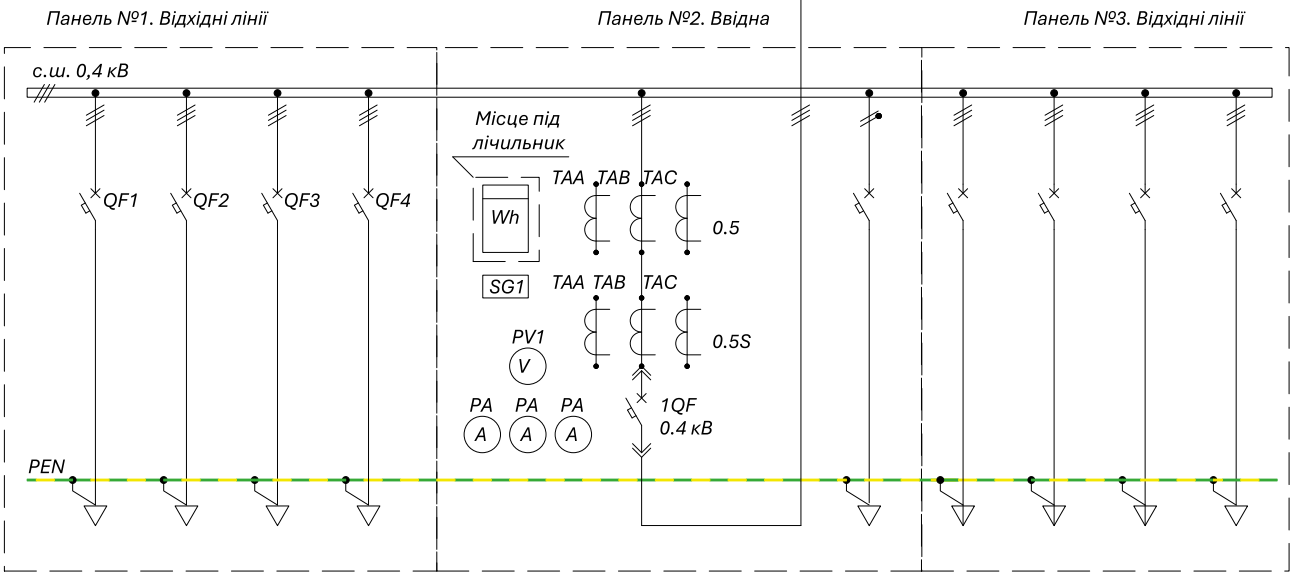 Панель №1. Відхідні лінії
Панель №2. Ввідна
Панель №3. Відхідні лінії
с.ш. 0,4 кВ
Місце під
лічильник
QF1
QF2
QF3
QF4
Wh
TAA TAB TAC
0.5
SG1
TAA TAB TAC
0.5S
PV1
V
PA PA PA
A A A
1QF
0.4 кВ
PEN